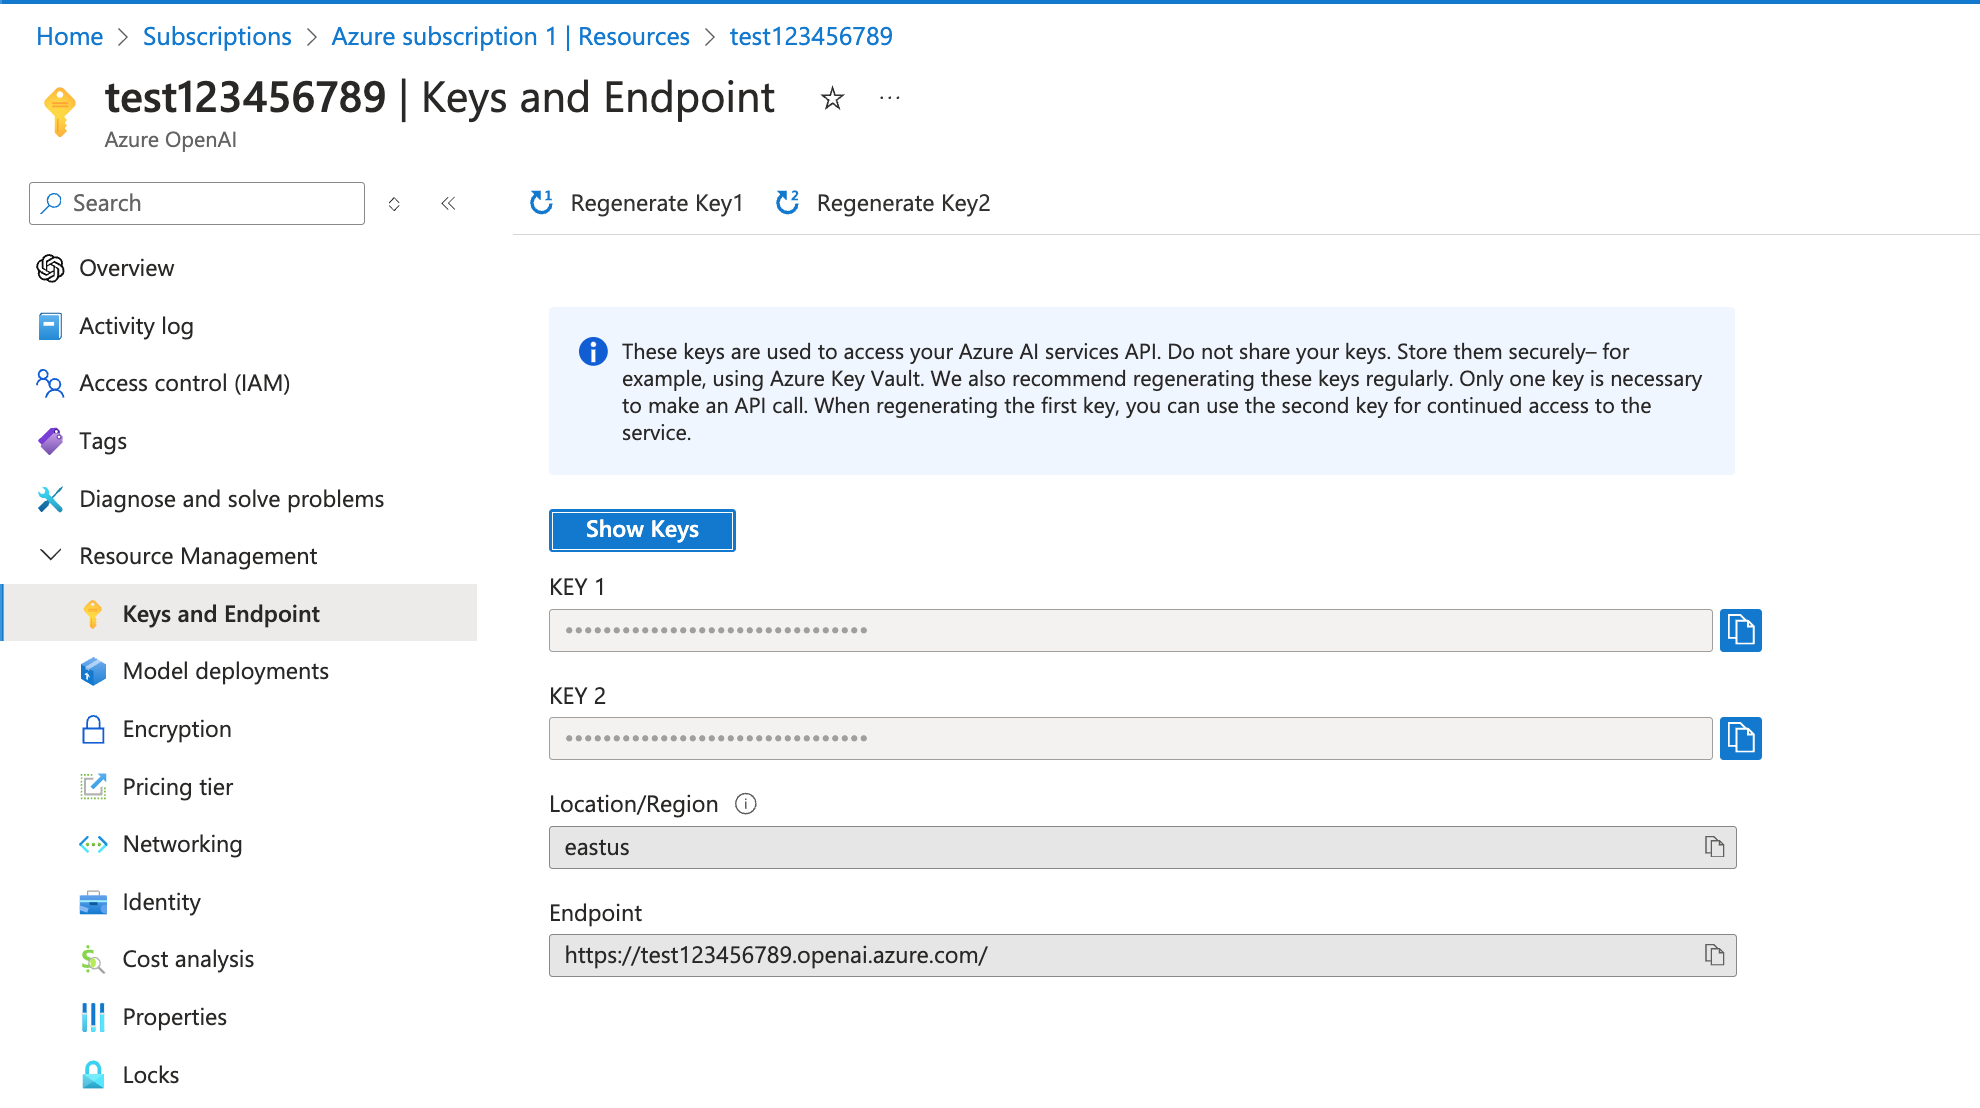 Home > Subscriptions > Azure subscription 1 | Resources > test123456789
test123456789 | Keys and Endpoint
Azure OpenAI
Search
Overview
Activity log
Access control (IAM)
Tags
Diagnose and solve problems
Resource Management
Keys and Endpoint
Model deployments
Encryption
Pricing tier
Networking
Identity
Cost analysis
Properties
Locks
Regenerate Key1
Regenerate Key2
These keys are used to access your Azure AI services API. Do not share your keys. Store them securely– for
example, using Azure Key Vault. We also recommend regenerating these keys regularly. Only one key is necessary
to make an API call. When regenerating the first key, you can use the second key for continued access to the
service.
Show Keys
KEY 1
••••••••••••••••••••••••••••••••
KEY 2
••••••••••••••••••••••••••••••••
Location/Region
eastus
Endpoint
https://test123456789.openai.azure.com/